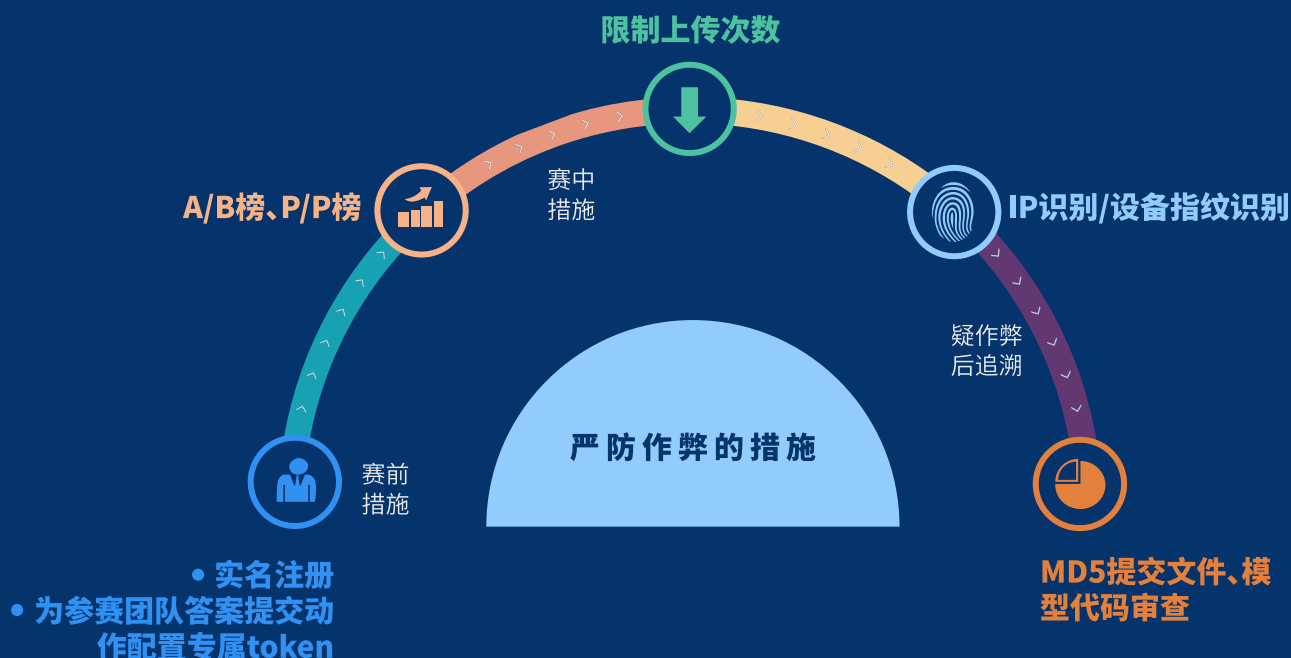 限制上传次数
赛中
措施
A/B榜、P/P榜
IP识别/设备指纹识别
疑作弊
后追溯
严防作弊的措施
赛前
措施
• 实名注册
• 为参赛团队答案提交动
作配置专属token
MD5提交文件、模
型代码审查